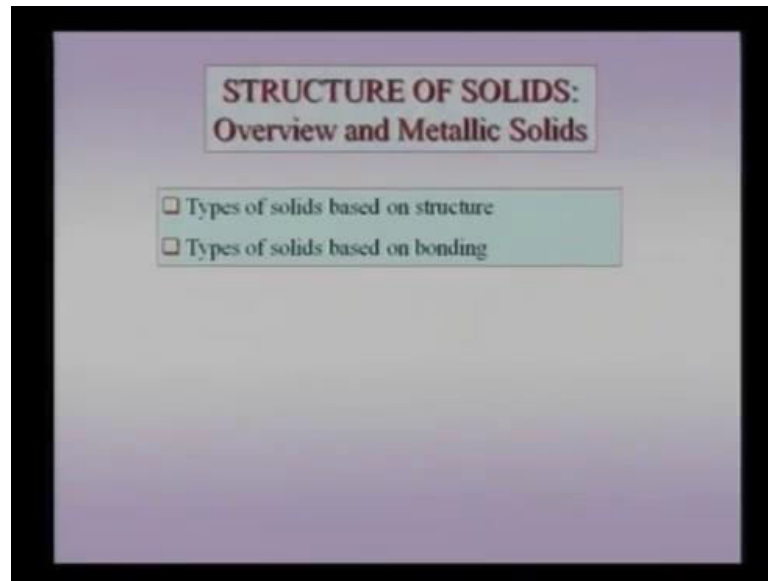 STRUCTURE OF SOLIDS:
Overview and Metallic Solids
Types of solids based on structure
Types of solids based on bonding